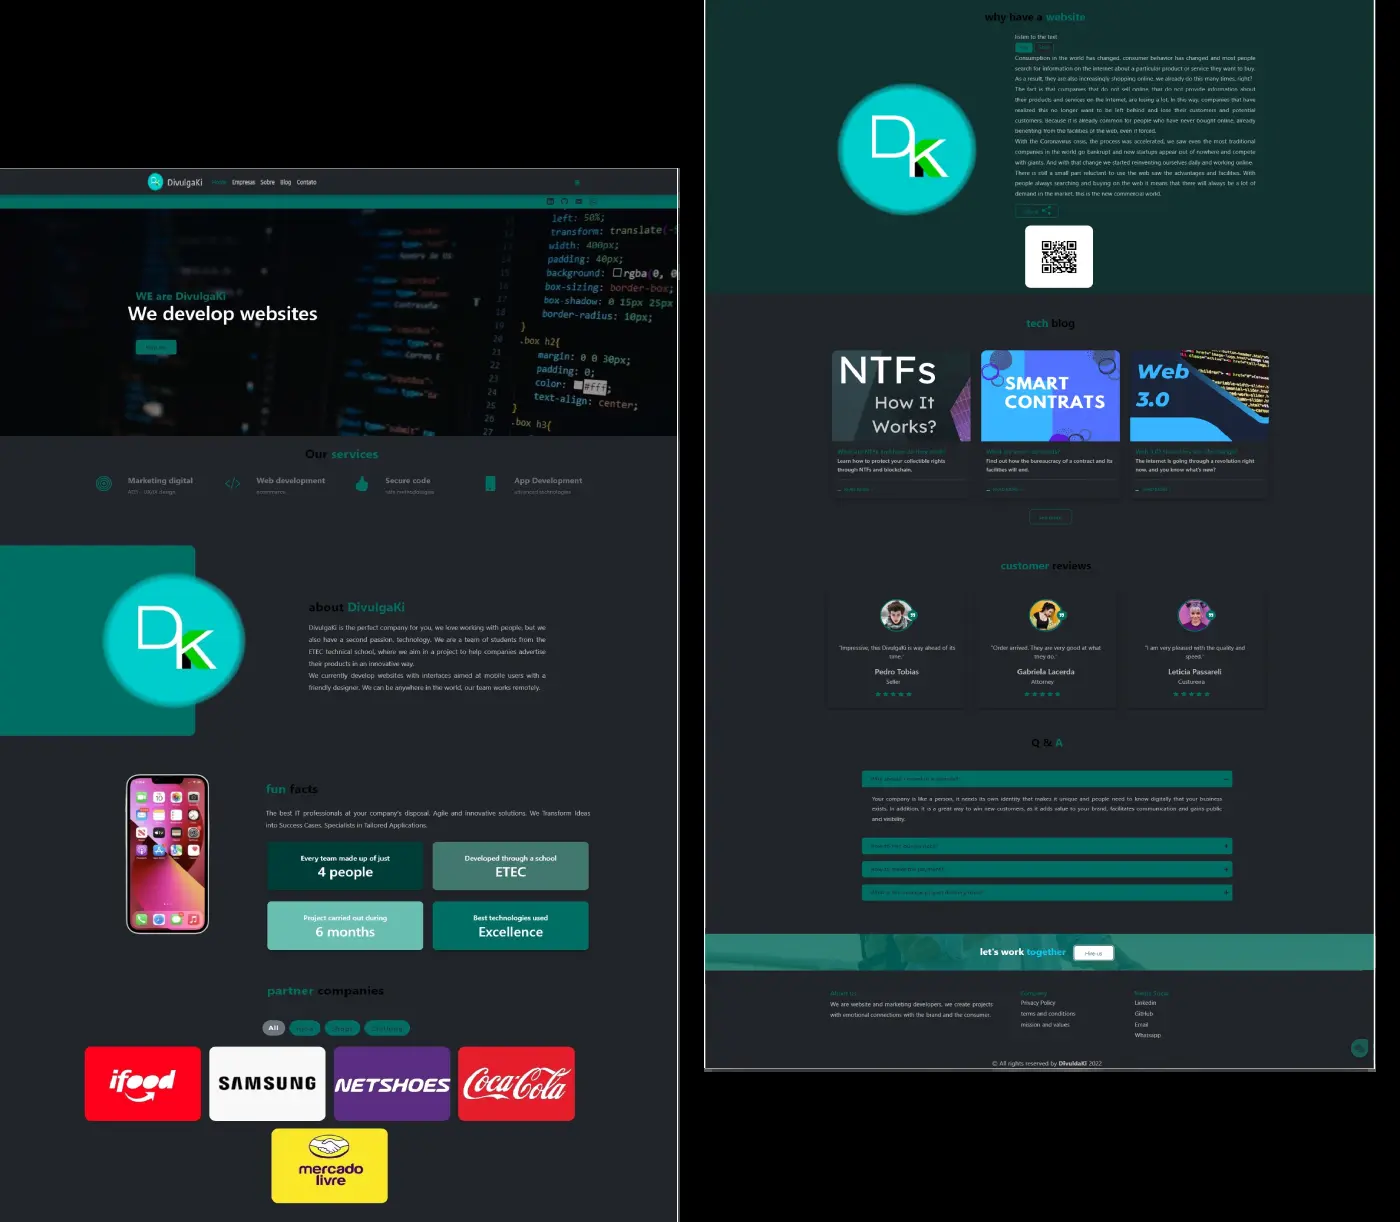 DivulgaKi Home Empresas Sobre Blog Contato
left: 50%;
transform: translate(-5
width: 400px;
padding: 40px;
background: rgba(0, 0
box-sizing: border-box;
box-shadow: 0 15px 25px
border-radius: 10px;
}
.box h2{
margin: 0 0 30px;
padding: 0;
color: #fff;
text-align: center;
}
.box h3{
WE are DivulgaKi
We develop websites
Our services
Marketing digital
Web development
ecommerce
Secure code
App Development
advanced technologies
DK
about DivulgaKi
DivulgaKi is the perfect company for you, we love working with people, but we
also have a second passion, technology. We are a team of students from the
ETEC technical school, where we aim in a project to help companies advertise
their products in an innovative way.
We currently develop websites with interfaces aimed at mobile users with a
friendly designer. We can be anywhere in the world, our team works remotely.
fun facts
The best IT professionals at your company's disposal. Agile and innovative solutions. We Transform Ideas
into Success Cases. Specialists in Tailored Applications.
Every team made up of just
4 people
Developed through a school
ETEC
Project carried out during
6 months
Best technologies used
Excellence
partner companies
All
ifood
SAMSUNG
NETSHOES
Coca-Cola
mercado
livre
why have a website
listen to the text
Consumption in the world has changed, consumer behavior has changed and most people
search for information on the internet about a particular product or service they want to buy.
As a result, they are also increasingly shopping online, we already do this many times, right?
The fact is that companies that do not sell online, that do not provide information about
their products and services on the internet, are losing a lot. In this way, companies that have
realized this no longer want to be left behind and lose their customers and potential
customers. Because it is already common for people who have never bought online, already
benefiting from the facilities of the web, even if forced.
With the Coronavirus crisis, the process was accelerated, we saw even the most traditional
companies in the world go bankrupt and new startups appear out of nowhere and compete
with giants. And with that change we started reinventing ourselves daily and working online.
There is still a small part reluctant to use the web saw the advantages and facilities. With
people always searching and buying on the web it means that there will always be a lot of
demand in the market, this is the new commercial world.
DK
tech blog
NTFs
How It
Works?
SMART
CONTRATS
Web
3.0
Learn how to protect your collectible rights
through NTFs and blockchain.
Find out how the bureaucracy of a contract and its
facilities will end.
The internet is going through a revolution right
now, and you know what's new?
customer reviews
"Impressive, this DivulgaKi is way ahead of its
time."
Pedro Tobias
Seller
"Order arrived. They are very good at what
they do."
Gabriela Lacerda
Attorney
"I am very pleased with the quality and
speed."
Leticia Passareli
Custureira
Q & A
Your company is like a person, it needs its own identity that makes it unique and people need to know digitally that your business
exists. In addition, it is a great way to win new customers, as it adds value to your brand, facilitates communication and gains public
and visibility.
let's work together Hire us
About us
We are website and marketing developers, we create projects
with emotional connections with the brand and the consumer.
Company
Privacy Policy
terms and conditions
mission and values
Linkedin
GitHub
Email
Whatsapp
© All rights reserved by DivulgaKi 2022